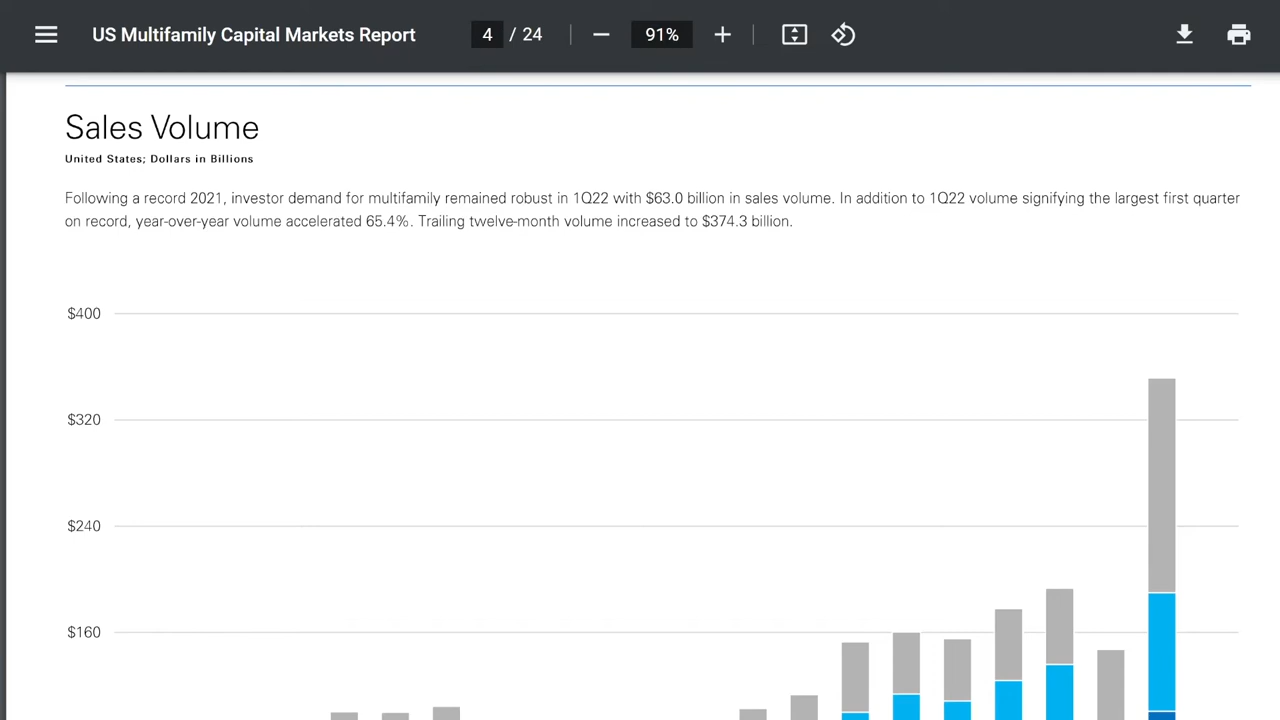 US Multifamily Capital Markets Report 4 / 24 91%
Sales Volume
United States; Dollars in Billions
Following a record 2021, investor demand for multifamily remained robust in 1Q22 with $63.0 billion in sales volume. In addition to 1Q22 volume signifying the largest first quarter
on record, year-over-year volume accelerated 65.4%. Trailing twelve-month volume increased to $374.3 billion.
$400
$320
$240
$160